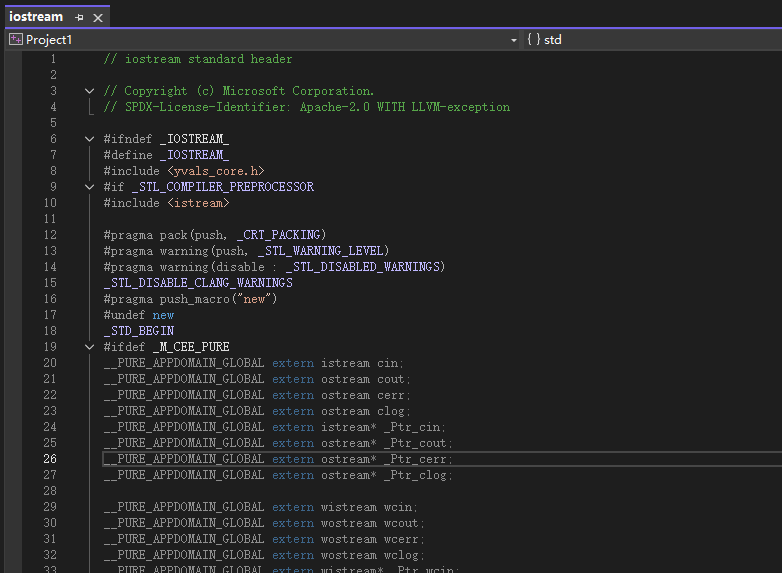 iostream
Project1 { } std
1 // iostream standard header
2
3 // Copyright (c) Microsoft Corporation.
4 // SPDX-License-Identifier: Apache-2.0 WITH LLVM-exception
5
6 #ifndef _IOSTREAM_
7 #define _IOSTREAM_
8 #include <yvals_core.h>
9 #if _STL_COMPILER_PREPROCESSOR
10 #include <istream>
11
12 #pragma pack(push, _CRT_PACKING)
13 #pragma warning(push, _STL_WARNING_LEVEL)
14 #pragma warning(disable : _STL_DISABLED_WARNINGS)
15 _STL_DISABLE_CLANG_WARNINGS
16 #pragma push_macro("new")
17 #undef new
18 _STD_BEGIN
19 #ifdef _M_CEE_PURE
20 __PURE_APPDOMAIN_GLOBAL extern istream cin;
21 __PURE_APPDOMAIN_GLOBAL extern ostream cout;
22 __PURE_APPDOMAIN_GLOBAL extern ostream cerr;
23 __PURE_APPDOMAIN_GLOBAL extern ostream clog;
24 __PURE_APPDOMAIN_GLOBAL extern istream* _Ptr_cin;
25 __PURE_APPDOMAIN_GLOBAL extern ostream* _Ptr_cout;
26 __PURE_APPDOMAIN_GLOBAL extern ostream* _Ptr_cerr;
27 __PURE_APPDOMAIN_GLOBAL extern ostream* _Ptr_clog;
28
29 __PURE_APPDOMAIN_GLOBAL extern wistream wcin;
30 __PURE_APPDOMAIN_GLOBAL extern wostream wcout;
31 __PURE_APPDOMAIN_GLOBAL extern wostream wcerr;
32 __PURE_APPDOMAIN_GLOBAL extern wostream wclog;
33 __PURE_APPDOMAIN_GLOBAL extern wistream* _Ptr_wcin;